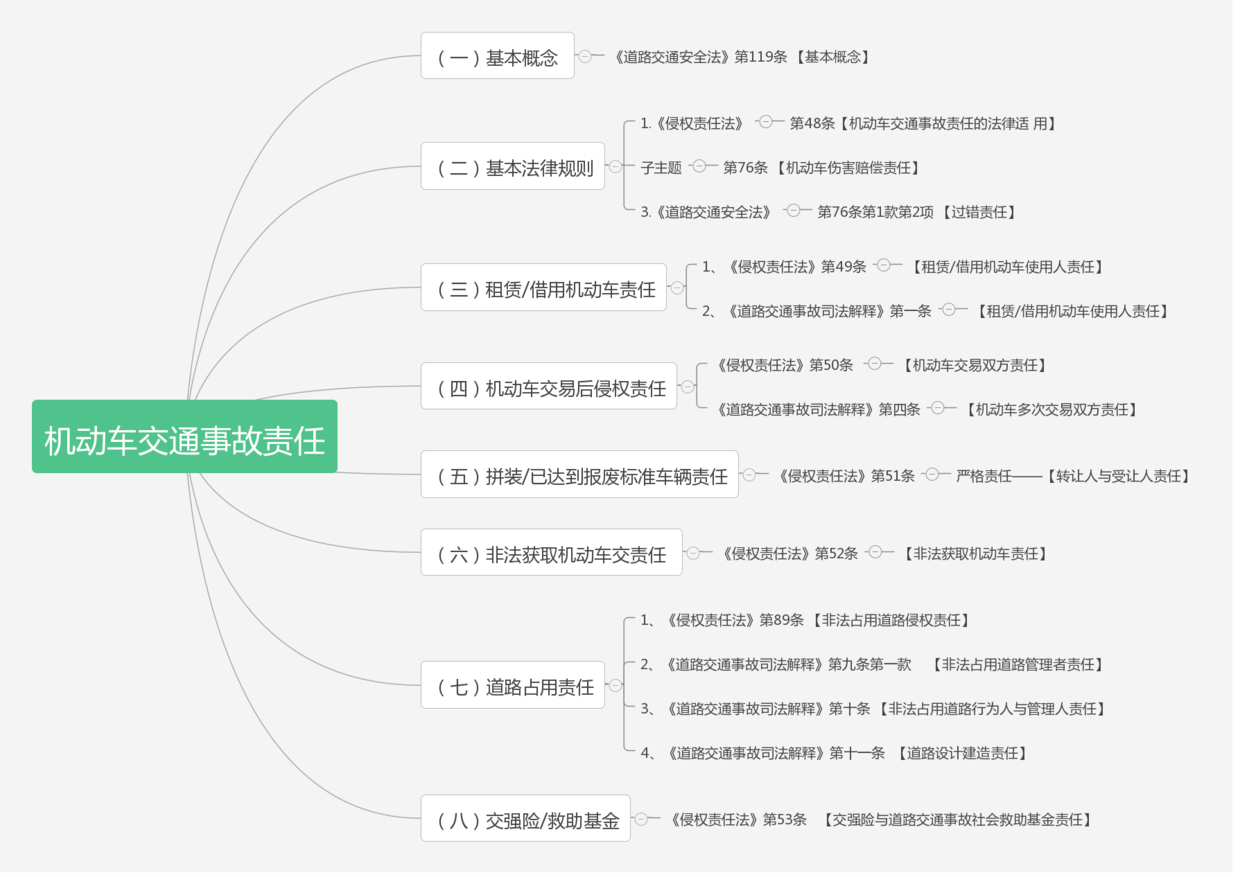 机动车交通事故责任
（一）基本概念
《道路交通安全法》第119条 【基本概念】
（二）基本法律规则
1.《侵权责任法》
第48条【机动车交通事故责任的法律适 用】
子主题
第76条 【机动车伤害赔偿责任】
3.《道路交通安全法》
第76条第1款第2项 【过错责任】
（三）租赁/借用机动车责任
1、《侵权责任法》第49条
【租赁/借用机动车使用人责任】
2、《道路交通事故司法解释》第一条
【租赁/借用机动车使用人责任】
（四）机动车交易后侵权责任
《侵权责任法》第50条
【机动车交易双方责任】
《道路交通事故司法解释》第四条
【机动车多次交易双方责任】
（五）拼装/已达到报废标准车辆责任
《侵权责任法》第51条
严格责任——【转让人与受让人责任】
（六）非法获取机动车交责任
《侵权责任法》第52条
【非法获取机动车责任】
（七）道路占用责任
1、《侵权责任法》第89条 【非法占用道路侵权责任】
2、《道路交通事故司法解释》第九条第一款 【非法占用道路管理者责任】
3、《道路交通事故司法解释》第十条 【非法占用道路行为人与管理人责任】
4、《道路交通事故司法解释》第十一条 【道路设计建造责任】
（八）交强险/救助基金
《侵权责任法》第53条 【交强险与道路交通事故社会救助基金责任】